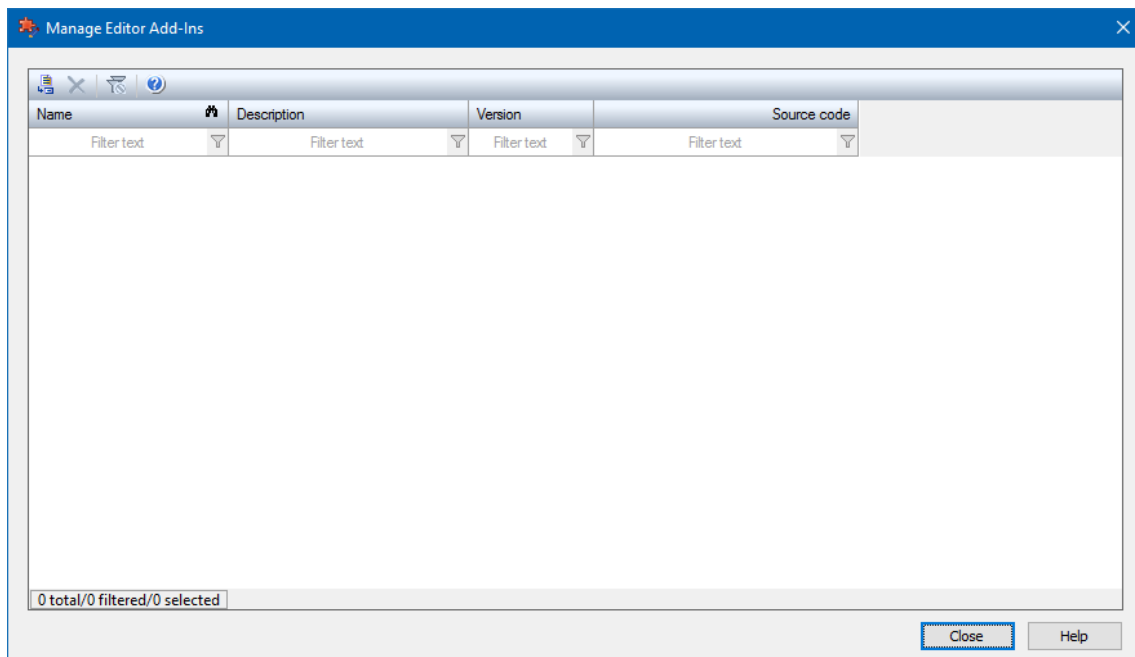 Manage Editor Add-Ins
Name Description Version Source code
Filter text Filter text Filter text Filter text
0 total/0 filtered/0 selected
Close Help